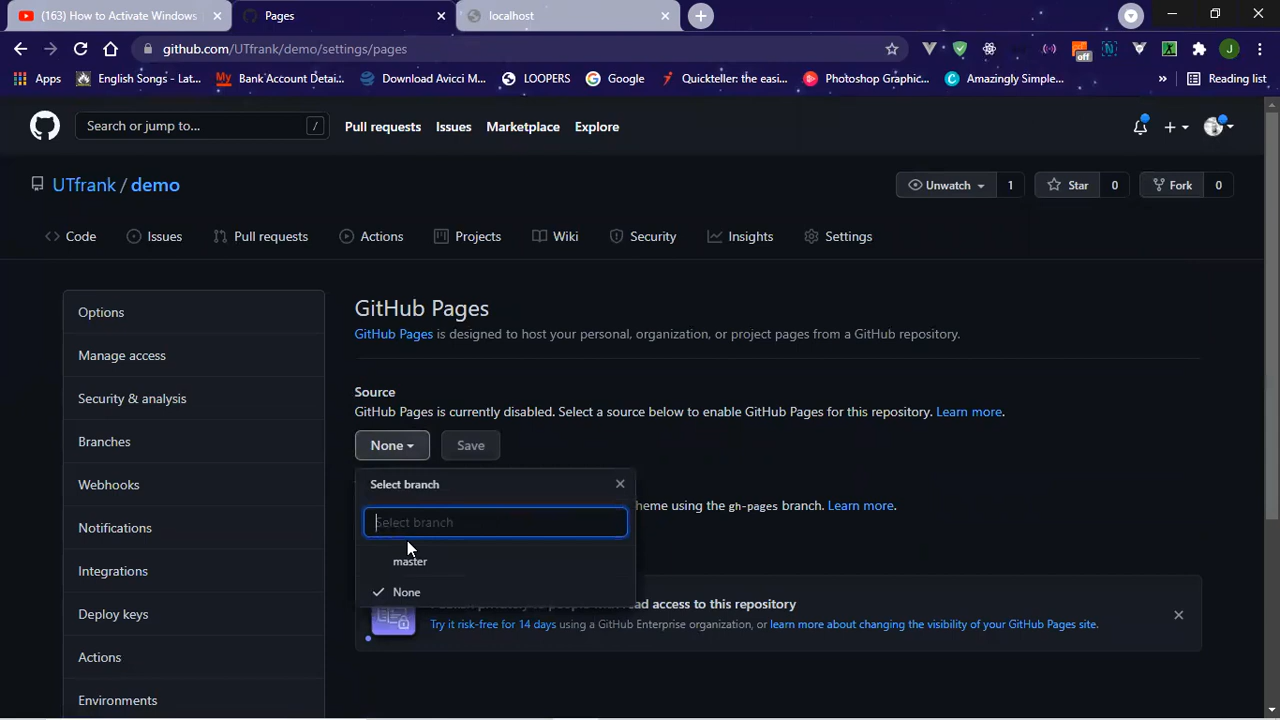 (163) How to Activate Windows
Pages
localhost
github.com/UTfrank/demo/settings/pages
Apps
English Songs - Lat...
Bank Account Detai...
Download Avicci M...
LOOPERS
Google
Quickteller: the easi...
Photoshop Graphic...
Amazingly Simple...
»
Reading list
off
J
Search or jump to...
/
Pull requests
Issues
Marketplace
Explore
UTfrank / demo
Unwatch
1
Star
0
Fork
0
Code
Issues
Pull requests
Actions
Projects
Wiki
Security
Insights
Settings
Options
Manage access
Security & analysis
Branches
Webhooks
Notifications
Integrations
Deploy keys
Actions
Environments
GitHub Pages
GitHub Pages is designed to host your personal, organization, or project pages from a GitHub repository.
Source
GitHub Pages is currently disabled. Select a source below to enable GitHub Pages for this repository. Learn more.
None
Save
Select branch
Select branch
master
None
heme using the gh-pages branch. Learn more.
ad access to this repository
Try it risk-free for 14 days using a GitHub Enterprise organization, or learn more about changing the visibility of your GitHub Pages site.